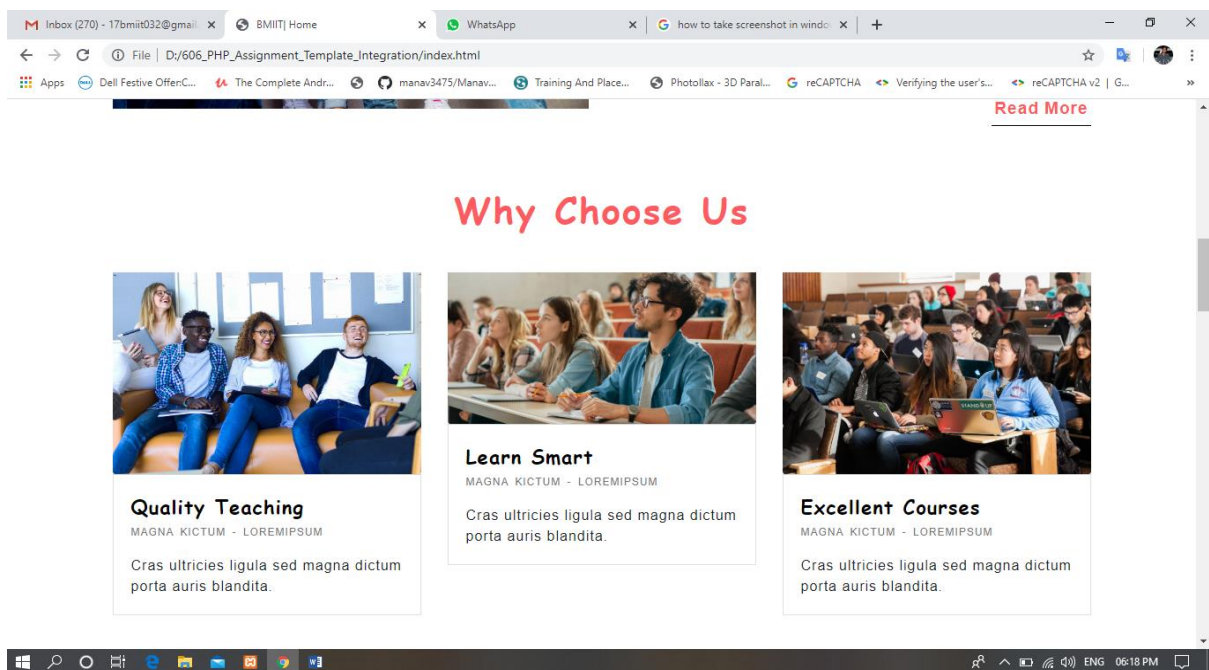 Inbox (270) - 17bmiit032@gmail
BMIIT| Home
WhatsApp
how to take screenshot in windo
File | D:/606_PHP_Assignment_Template_Integration/index.html
Apps
Dell Festive Offer:C...
The Complete Andr...
manav3475/Manav...
Training And Place...
Photollax - 3D Paral...
reCAPTCHA
Verifying the user's...
reCAPTCHA v2 | G...
Read More
Why Choose Us
STAND UP
Quality Teaching
MAGNA KICTUM - LOREMIPSUM
Cras ultricies ligula sed magna dictum
porta auris blandita.
Learn Smart
MAGNA KICTUM - LOREMIPSUM
Cras ultricies ligula sed magna dictum
porta auris blandita.
Excellent Courses
MAGNA KICTUM - LOREMIPSUM
Cras ultricies ligula sed magna dictum
porta auris blandita.
ENG 06:18 PM